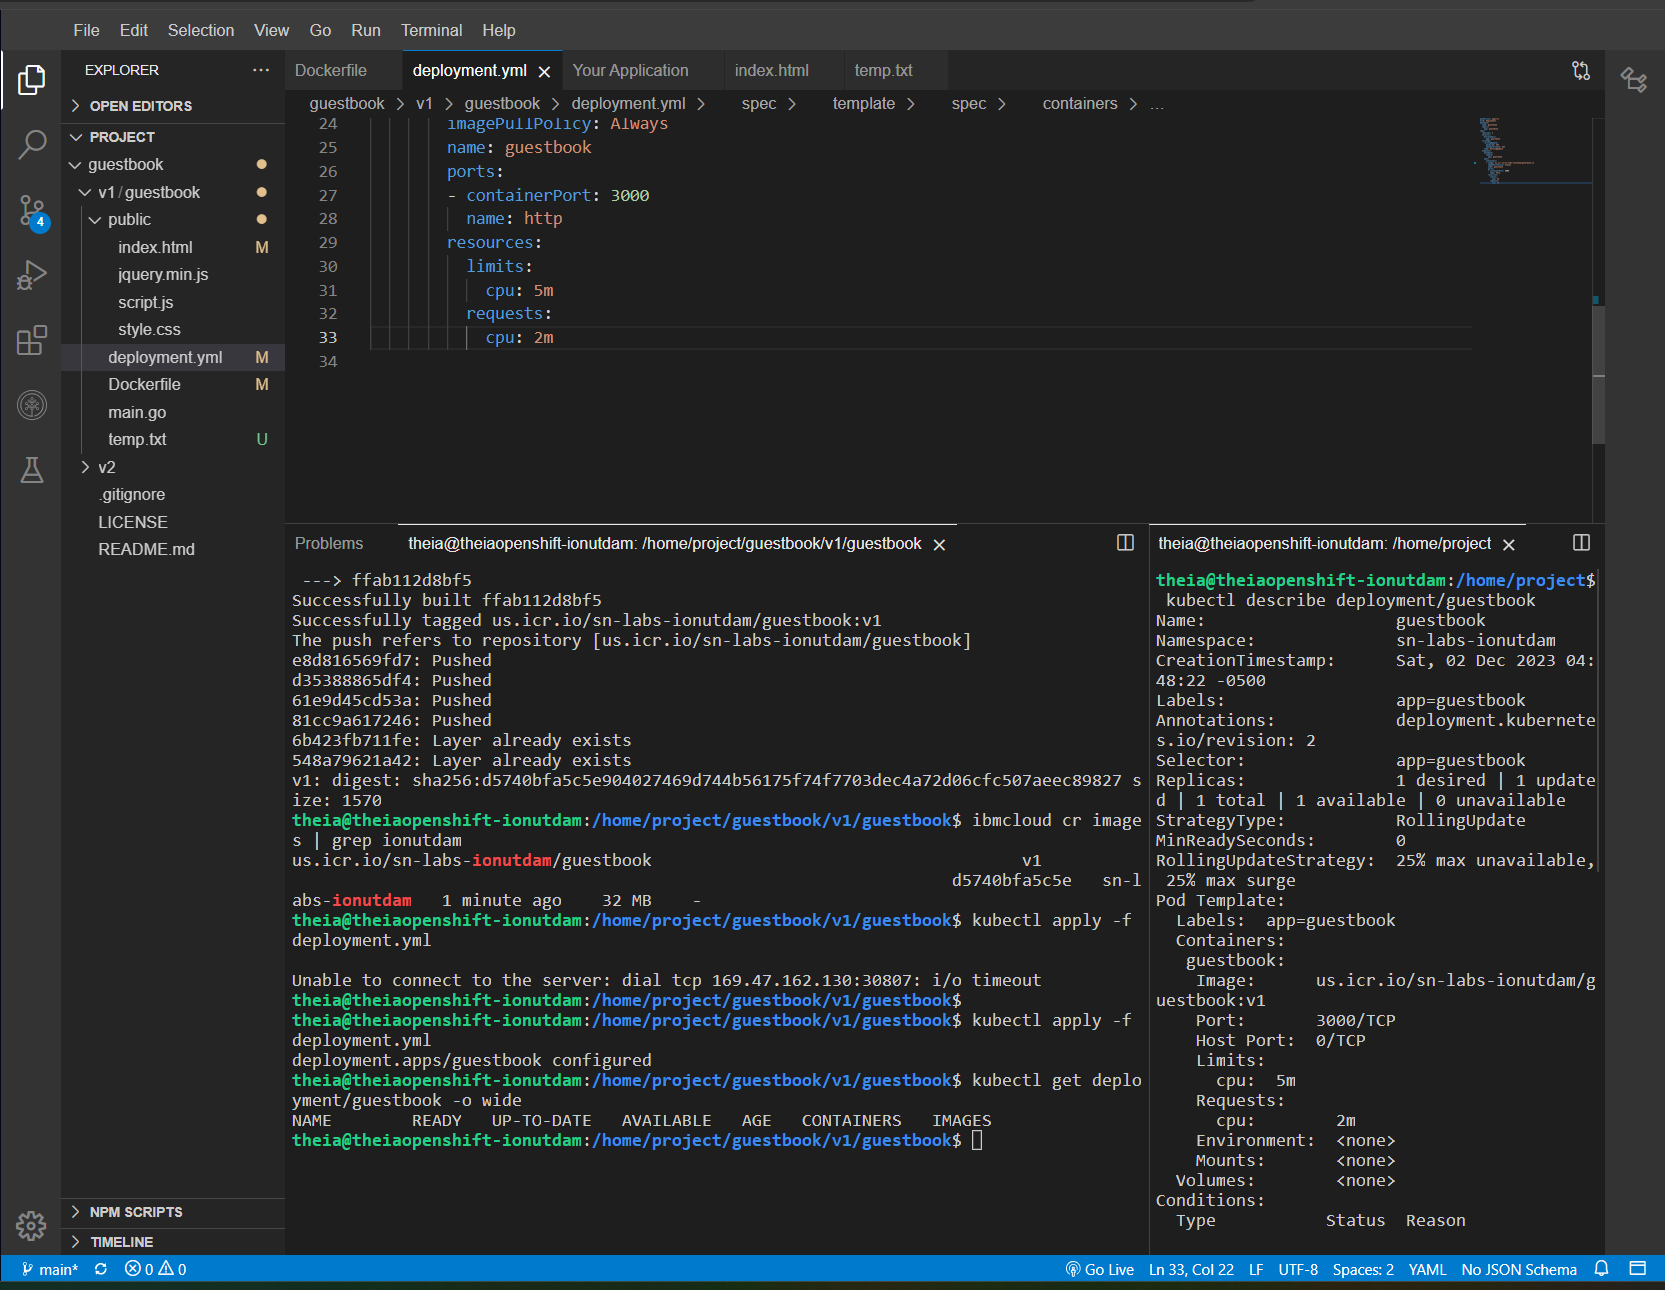 File Edit Selection View Go Run Terminal Help
EXPLORER ...
OPEN EDITORS
PROJECT
guestbook
v1/guestbook
public
index.html M
jquery.min.js
script.js
style.css
deployment.yml M
Dockerfile M
main.go
temp.txt U
v2
.gitignore
LICENSE
README.md
NPM SCRIPTS
TIMELINE
4
Dockerfile deployment.yml Your Application index.html temp.txt
guestbook > v1 > guestbook > deployment.yml > spec > template > spec > containers > ...
24 imagePullPolicy: Always
25 name: guestbook
26 ports:
27 - containerPort: 3000
28 name: http
29 resources:
30 limits:
31 cpu: 5m
32 requests:
33 cpu: 2m
34
Problems theia@theiaopenshift-ionutdam: /home/project/guestbook/v1/guestbook
---> ffab112d8bf5
Successfully built ffab112d8bf5
Successfully tagged us.icr.io/sn-labs-ionutdam/guestbook:v1
The push refers to repository [us.icr.io/sn-labs-ionutdam/guestbook]
e8d816569fd7: Pushed
d35388865df4: Pushed
61e9d45cd53a: Pushed
81cc9a617246: Pushed
6b423fb711fe: Layer already exists
548a79621a42: Layer already exists
v1: digest: sha256:d5740bfa5c5e904027469d744b56175f74f7703dec4a72d06cfc507aeec89827 s
ize: 1570
theia@theiaopenshift-ionutdam:/home/project/guestbook/v1/guestbook$ ibmcloud cr image
s | grep ionutdam
us.icr.io/sn-labs-ionutdam/guestbook v1
d5740bfa5c5e sn-l
abs-ionutdam 1 minute ago 32 MB -
theia@theiaopenshift-ionutdam:/home/project/guestbook/v1/guestbook$ kubectl apply -f
deployment.yml
Unable to connect to the server: dial tcp 169.47.162.130:30807: i/o timeout
theia@theiaopenshift-ionutdam:/home/project/guestbook/v1/guestbook$
theia@theiaopenshift-ionutdam:/home/project/guestbook/v1/guestbook$ kubectl apply -f
deployment.yml
deployment.apps/guestbook configured
theia@theiaopenshift-ionutdam:/home/project/guestbook/v1/guestbook$ kubectl get deplo
yment/guestbook -o wide
NAME READY UP-TO-DATE AVAILABLE AGE CONTAINERS IMAGES
theia@theiaopenshift-ionutdam:/home/project/guestbook/v1/guestbook$
theia@theiaopenshift-ionutdam: /home/project
theia@theiaopenshift-ionutdam:/home/project$
kubectl describe deployment/guestbook
Name: guestbook
Namespace: sn-labs-ionutdam
CreationTimestamp: Sat, 02 Dec 2023 04:
48:22 -0500
Labels: app=guestbook
Annotations: deployment.kubernete
s.io/revision: 2
Selector: app=guestbook
Replicas: 1 desired | 1 update
d | 1 total | 1 available | 0 unavailable
StrategyType: RollingUpdate
MinReadySeconds: 0
RollingUpdateStrategy: 25% max unavailable,
25% max surge
Pod Template:
Labels: app=guestbook
Containers:
guestbook:
Image: us.icr.io/sn-labs-ionutdam/g
uestbook:v1
Port: 3000/TCP
Host Port: 0/TCP
Limits:
cpu: 5m
Requests:
cpu: 2m
Environment: <none>
Mounts: <none>
Volumes: <none>
Conditions:
Type Status Reason
main* 0 0 Go Live Ln 33, Col 22 LF UTF-8 Spaces: 2 YAML No JSON Schema